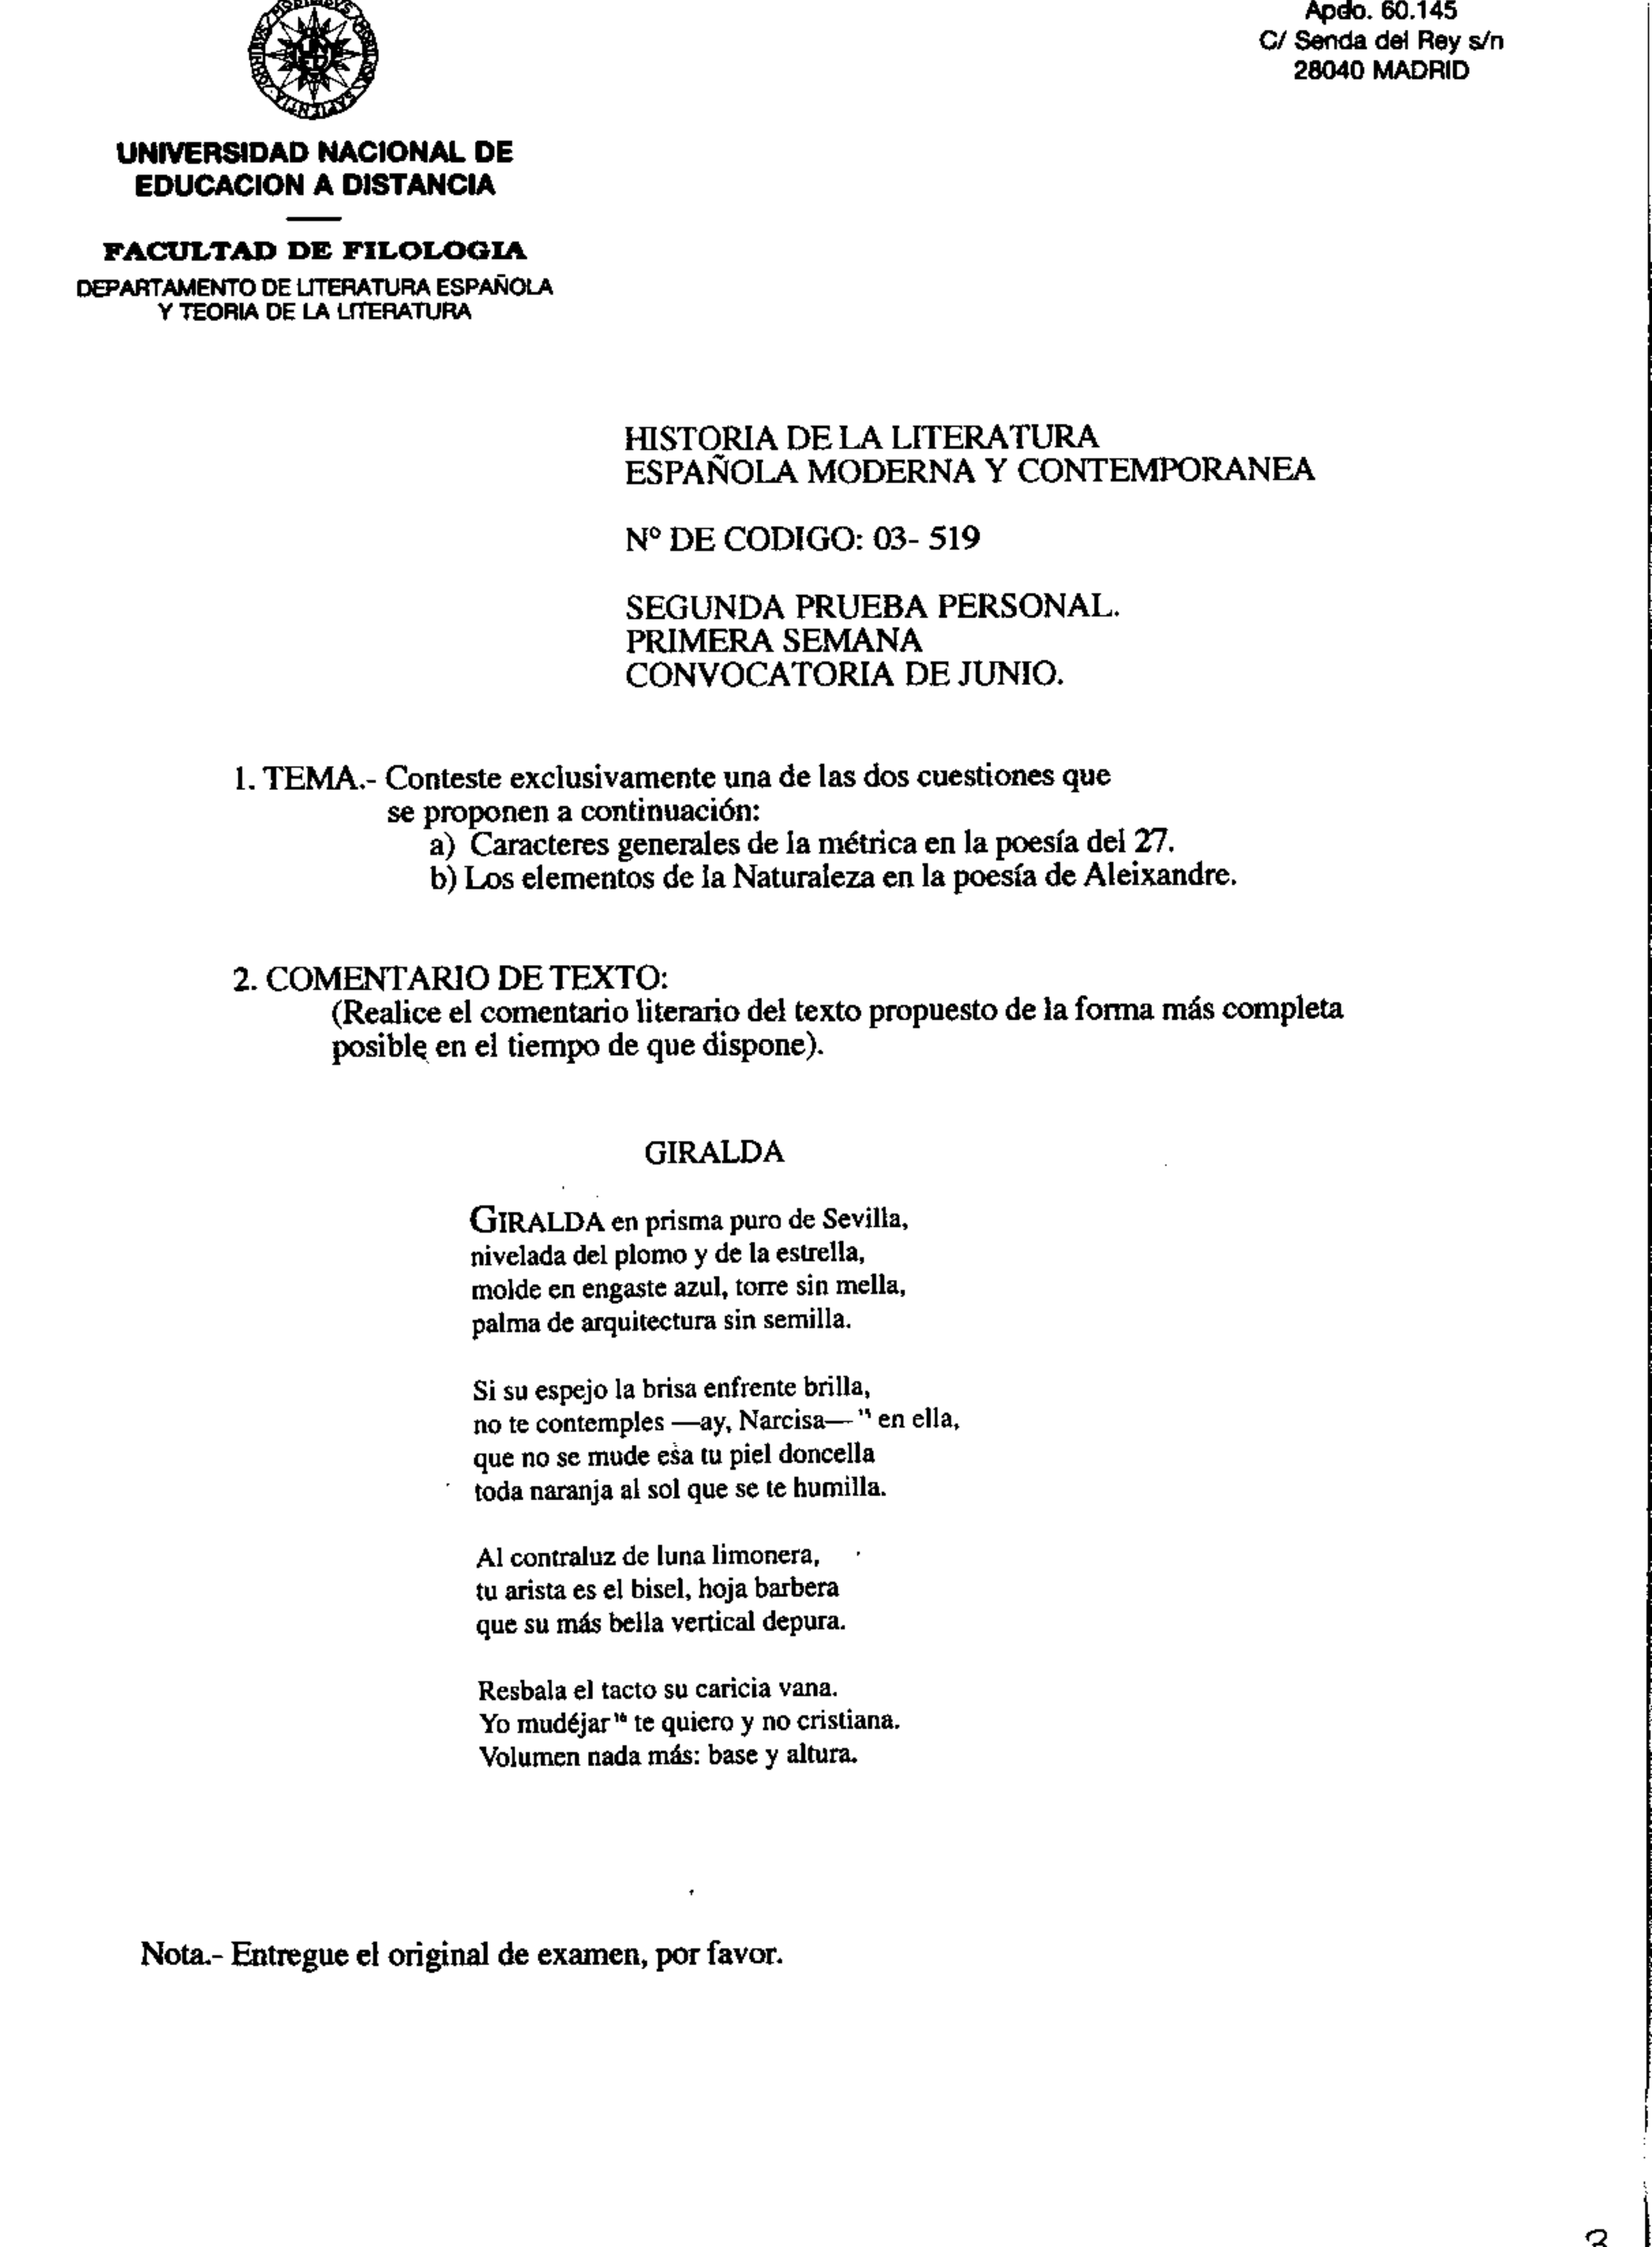 Apdo. 60.145
C/ Senda del Rey s/n
28040 MADRID
UNIVERSIDAD NACIONAL DE
EDUCACION A DISTANCIA
FACULTAD DE FILOLOGIA
DEPARTAMENTO DE LITERATURA ESPAÑOLA
Y TEORIA DE LA LITERATURA
HISTORIA DE LA LITERATURA
ESPAÑOLA MODERNA Y CONTEMPORANEA
Nº DE CODIGO: 03- 519
SEGUNDA PRUEBA PERSONAL.
PRIMERA SEMANA
CONVOCATORIA DE JUNIO.
1. TEMA.- Conteste exclusivamente una de las dos cuestiones que
se proponen a continuación:
a) Caracteres generales de la métrica en la poesía del 27.
b) Los elementos de la Naturaleza en la poesía de Aleixandre.
2. COMENTARIO DE TEXTO:
(Realice el comentario literario del texto propuesto de la forma más completa
posible en el tiempo de que dispone).
GIRALDA
GIRALDA en prisma puro de Sevilla,
nivelada del plomo y de la estrella,
molde en engaste azul, torre sin mella,
palma de arquitectura sin semilla.
Si su espejo la brisa enfrente brilla,
no te contemples —ay, Narcisa— en ella,
que no se mude esa tu piel doncella
toda naranja al sol que se te humilla.
Al contraluz de luna limonera,
tu arista es el bisel, hoja barbera
que su más bella vertical depura.
Resbala el tacto su caricia vana.
Yo mudéjar te quiero y no cristiana.
Volumen nada más: base y altura.
Nota.- Entregue el original de examen, por favor.